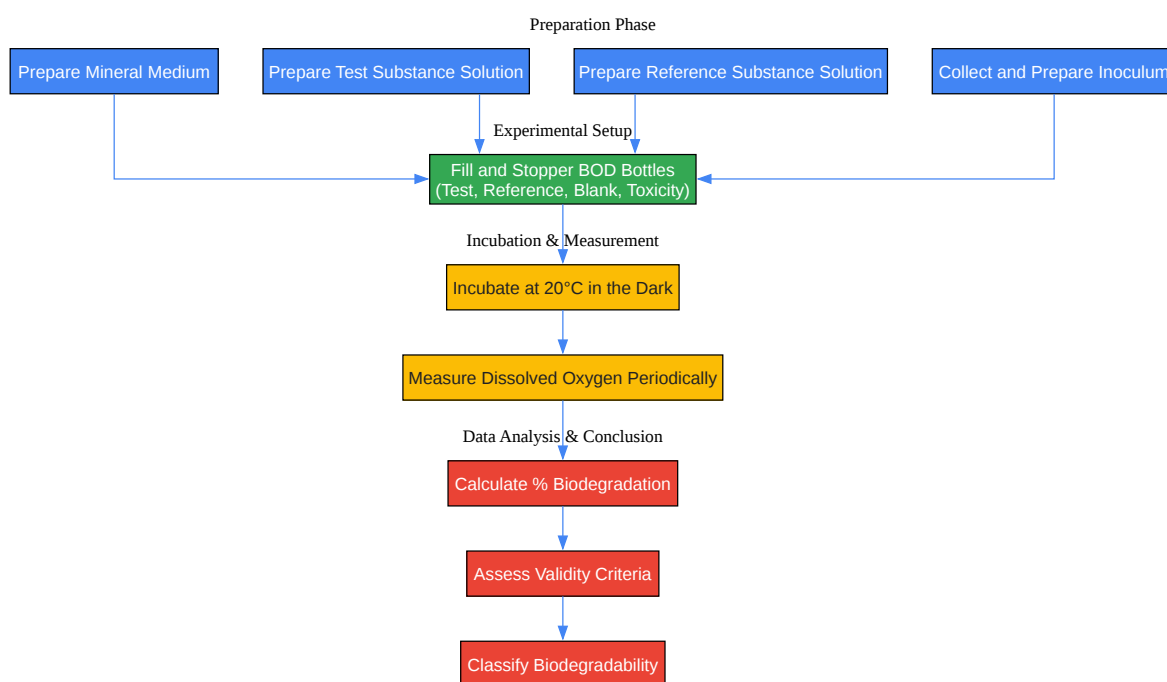 Preparation Phase
Prepare Mineral Medium
Prepare Test Substance Solution
Prepare Reference Substance Solution
Collect and Prepare Inoculum
Experimental Setup
Fill and Stopper BOD Bottles
(Test, Reference, Blank, Toxicity)
Incubation & Measurement
Incubate at 20°C in the Dark
Measure Dissolved Oxygen Periodically
Data Analysis & Conclusion
Calculate % Biodegradation
Assess Validity Criteria
Classify Biodegradability